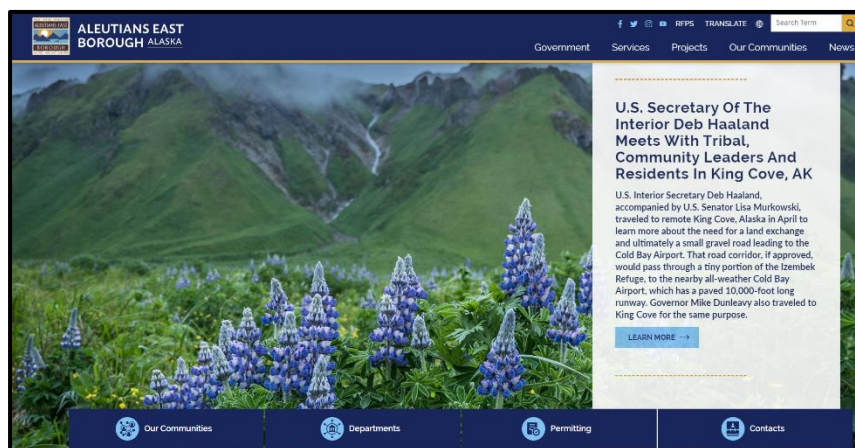 ALEUTIANS EAST
BOROUGH ALASKA
ALEUTIANS EAST
BOROUGH
RFPS TRANSLATE Search Term
Government Services Projects Our Communities News
U.S. Secretary Of The
Interior Deb Haaland
Meets With Tribal,
Community Leaders And
Residents In King Cove, AK
U.S. Interior Secretary Deb Haaland,
accompanied by U.S. Senator Lisa Murkowski,
traveled to remote King Cove, Alaska in April to
learn more about the need for a land exchange
and ultimately a small gravel road leading to the
Cold Bay Airport. That road corridor, if approved,
would pass through a tiny portion of the Izembek
Refuge, to the nearby all-weather Cold Bay
Airport, which has a paved 10,000-foot long
runway. Governor Mike Dunleavy also traveled to
King Cove for the same purpose.
LEARN MORE
Our Communities Departments Permitting Contacts